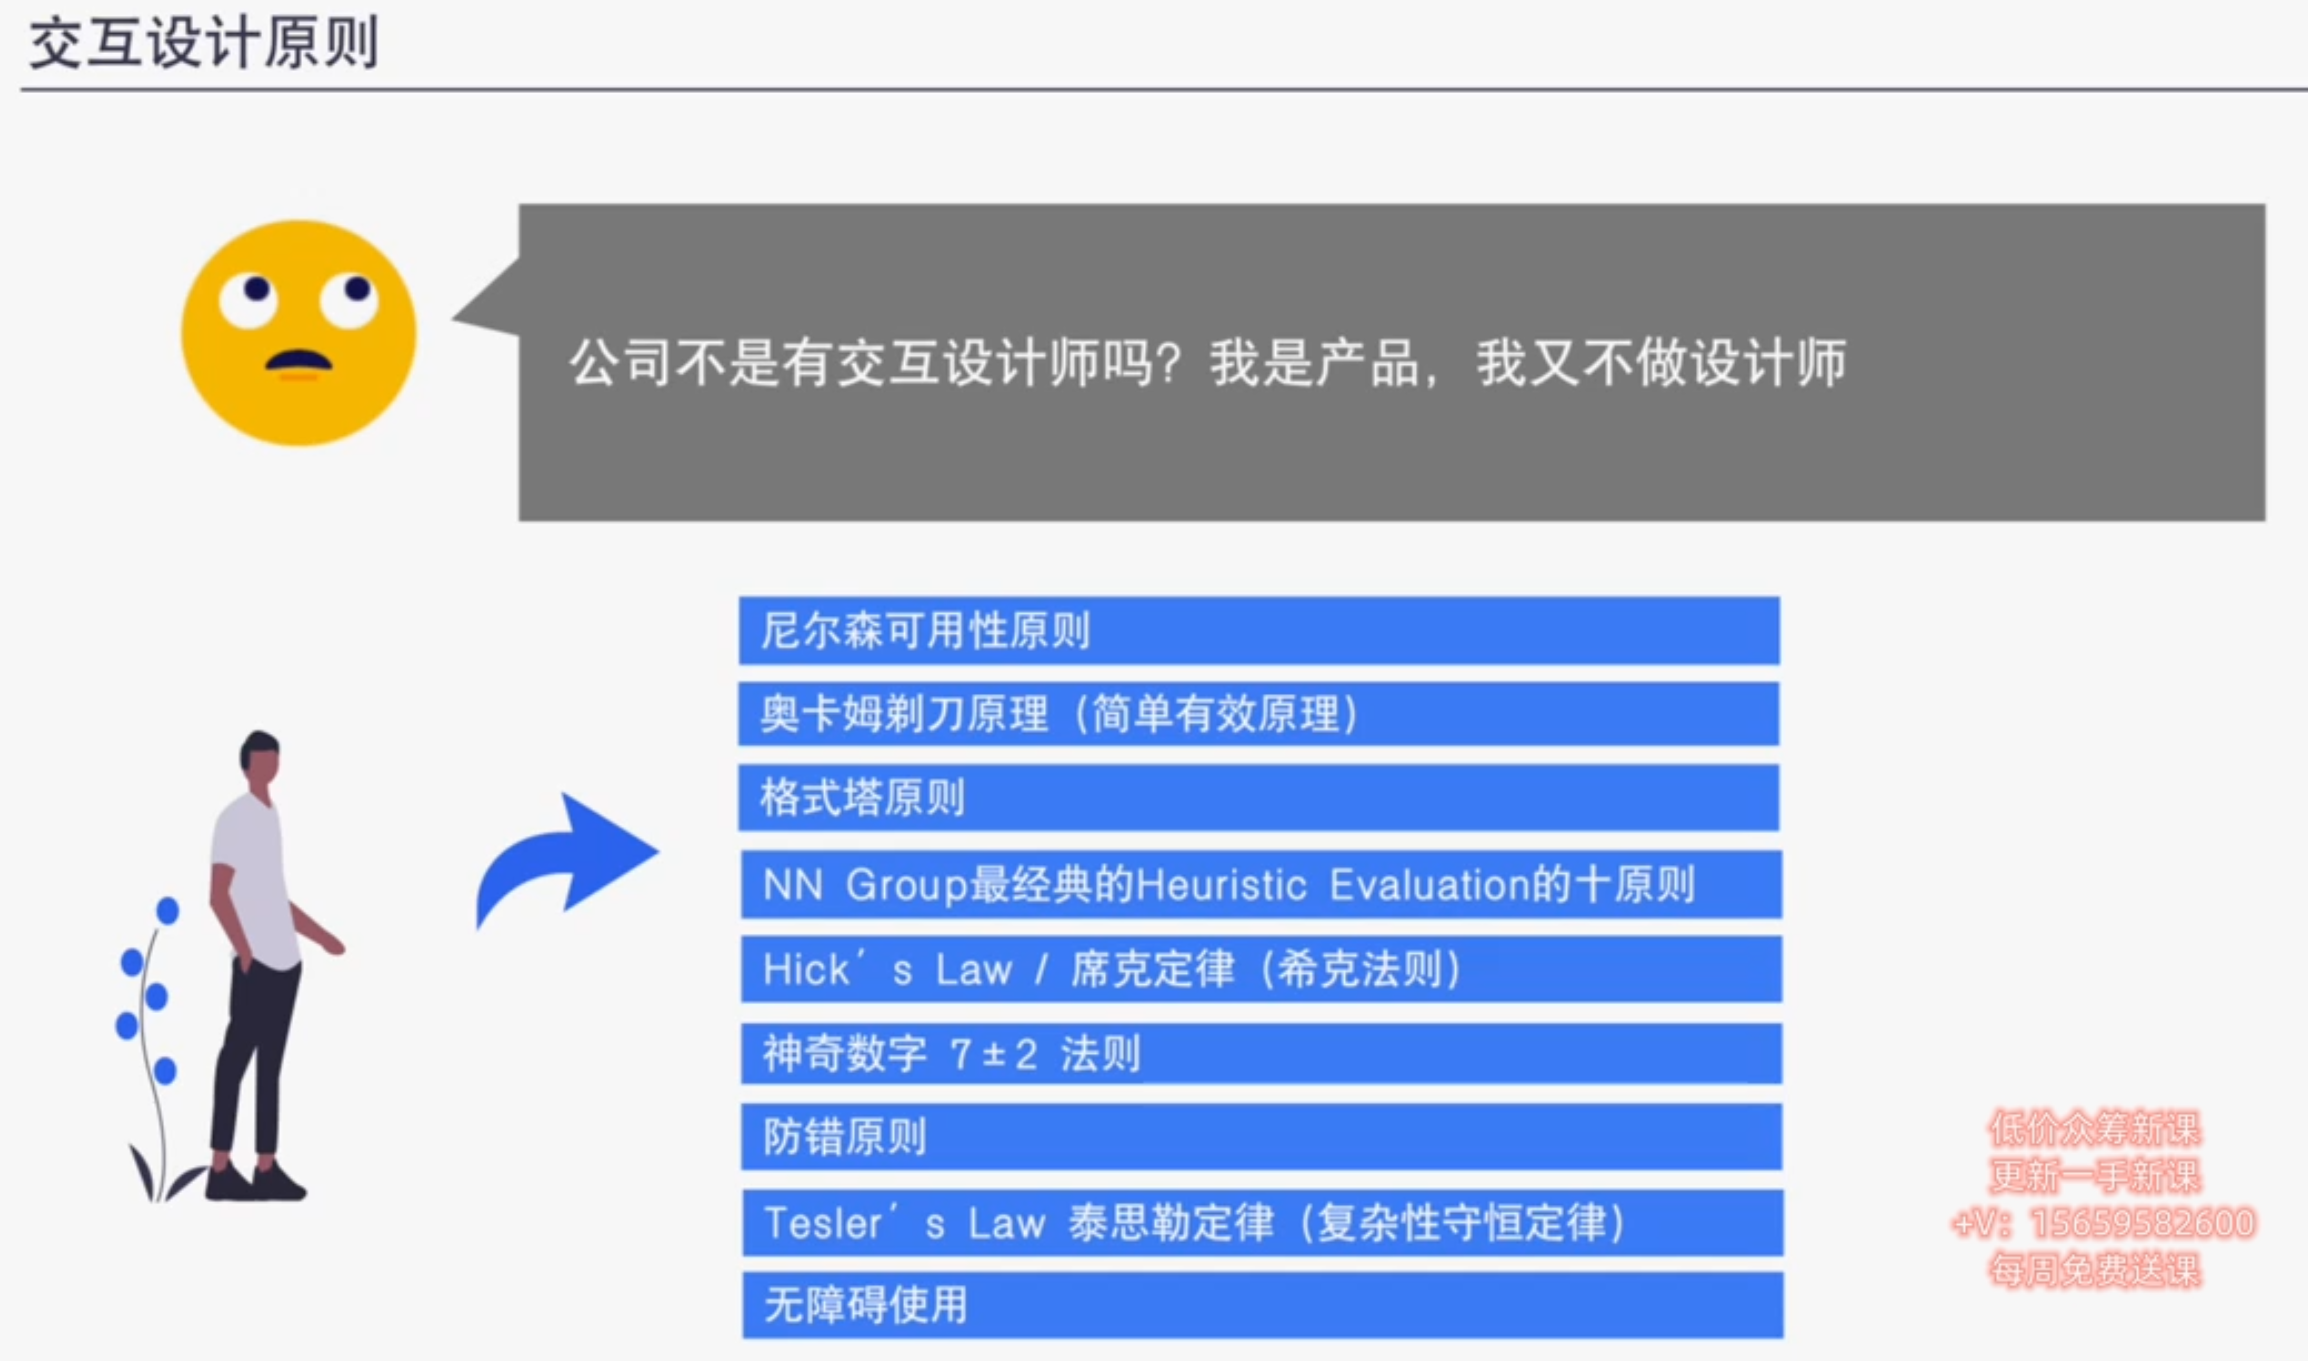 交互设计原则
公司不是有交互设计师吗？我是产品，我又不做设计师
尼尔森可用性原则
奥卡姆剃刀原理（简单有效原理）
格式塔原则
NN Group最经典的Heuristic Evaluation的十原则
Hick′s Law / 席克定律（希克法则）
神奇数字 7±2 法则
防错原则
Tesler′s Law 泰思勒定律（复杂性守恒定律）
无障碍使用
低价众筹新课
更新一手新课
+V：15659582600
每周免费送课